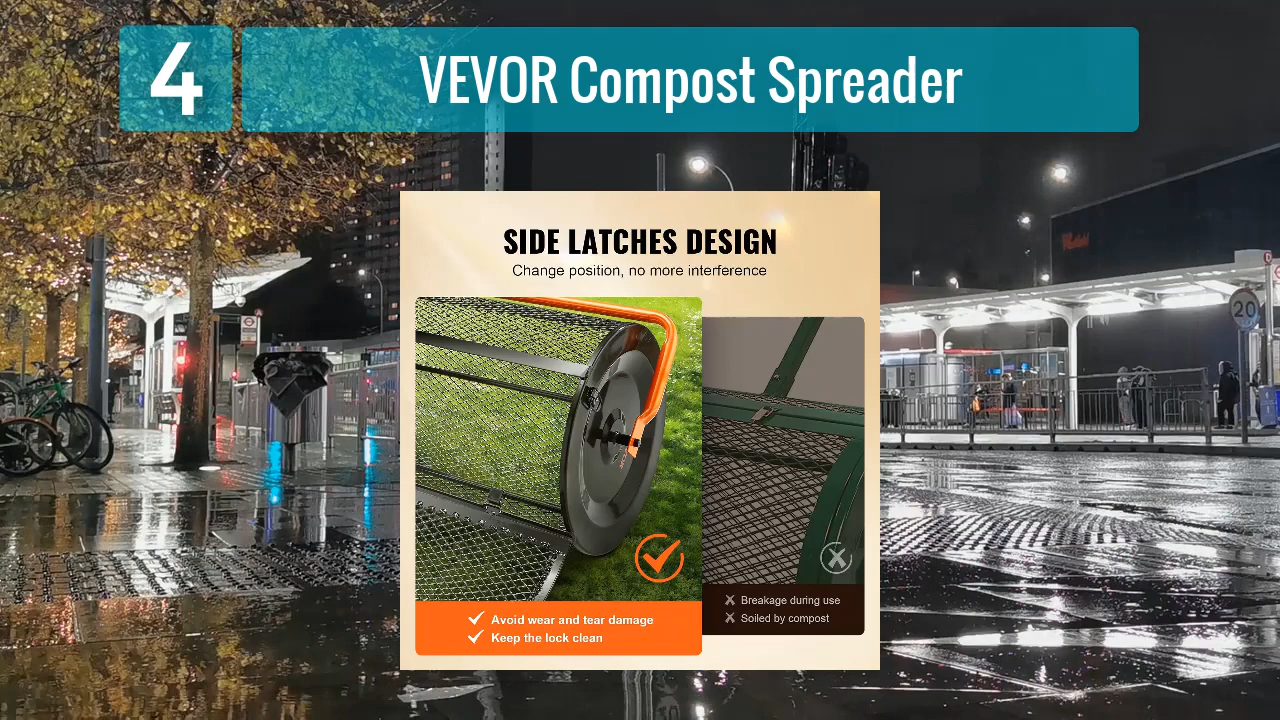 4
VEVOR Compost Spreader
SIDE LATCHES DESIGN
Change position, no more interference
Avoid wear and tear damage
Keep the lock clean
Breakage during use
Soiled by compost
Westfield
20